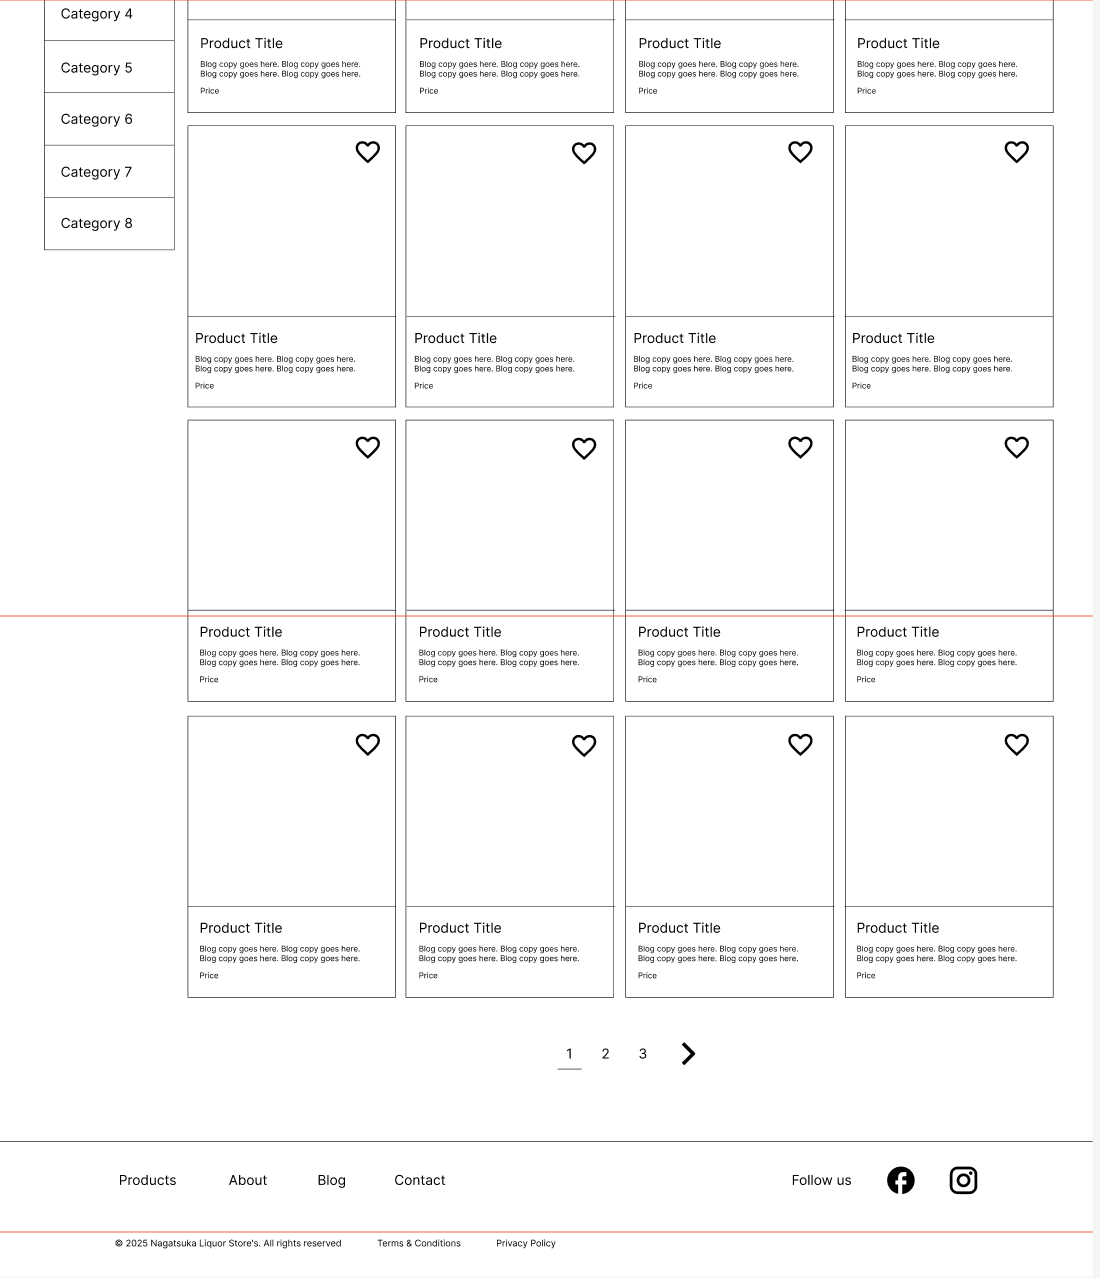 Category 4
Category 5
Category 6
Category 7
Category 8
Product Title
Blog copy goes here. Blog copy goes here.
Blog copy goes here. Blog copy goes here.
Price
Product Title
Blog copy goes here. Blog copy goes here.
Blog copy goes here. Blog copy goes here.
Price
Product Title
Blog copy goes here. Blog copy goes here.
Blog copy goes here. Blog copy goes here.
Price
Product Title
Blog copy goes here. Blog copy goes here.
Blog copy goes here. Blog copy goes here.
Price
Product Title
Blog copy goes here. Blog copy goes here.
Blog copy goes here. Blog copy goes here.
Price
Product Title
Blog copy goes here. Blog copy goes here.
Blog copy goes here. Blog copy goes here.
Price
Product Title
Blog copy goes here. Blog copy goes here.
Blog copy goes here. Blog copy goes here.
Price
Product Title
Blog copy goes here. Blog copy goes here.
Blog copy goes here. Blog copy goes here.
Price
Product Title
Blog copy goes here. Blog copy goes here.
Blog copy goes here. Blog copy goes here.
Price
Product Title
Blog copy goes here. Blog copy goes here.
Blog copy goes here. Blog copy goes here.
Price
Product Title
Blog copy goes here. Blog copy goes here.
Blog copy goes here. Blog copy goes here.
Price
Product Title
Blog copy goes here. Blog copy goes here.
Blog copy goes here. Blog copy goes here.
Price
Product Title
Blog copy goes here. Blog copy goes here.
Blog copy goes here. Blog copy goes here.
Price
Product Title
Blog copy goes here. Blog copy goes here.
Blog copy goes here. Blog copy goes here.
Price
Product Title
Blog copy goes here. Blog copy goes here.
Blog copy goes here. Blog copy goes here.
Price
Product Title
Blog copy goes here. Blog copy goes here.
Blog copy goes here. Blog copy goes here.
Price
1 2 3
Products About Blog Contact Follow us
© 2025 Nagatsuka Liquor Store's. All rights reserved Terms & Conditions Privacy Policy